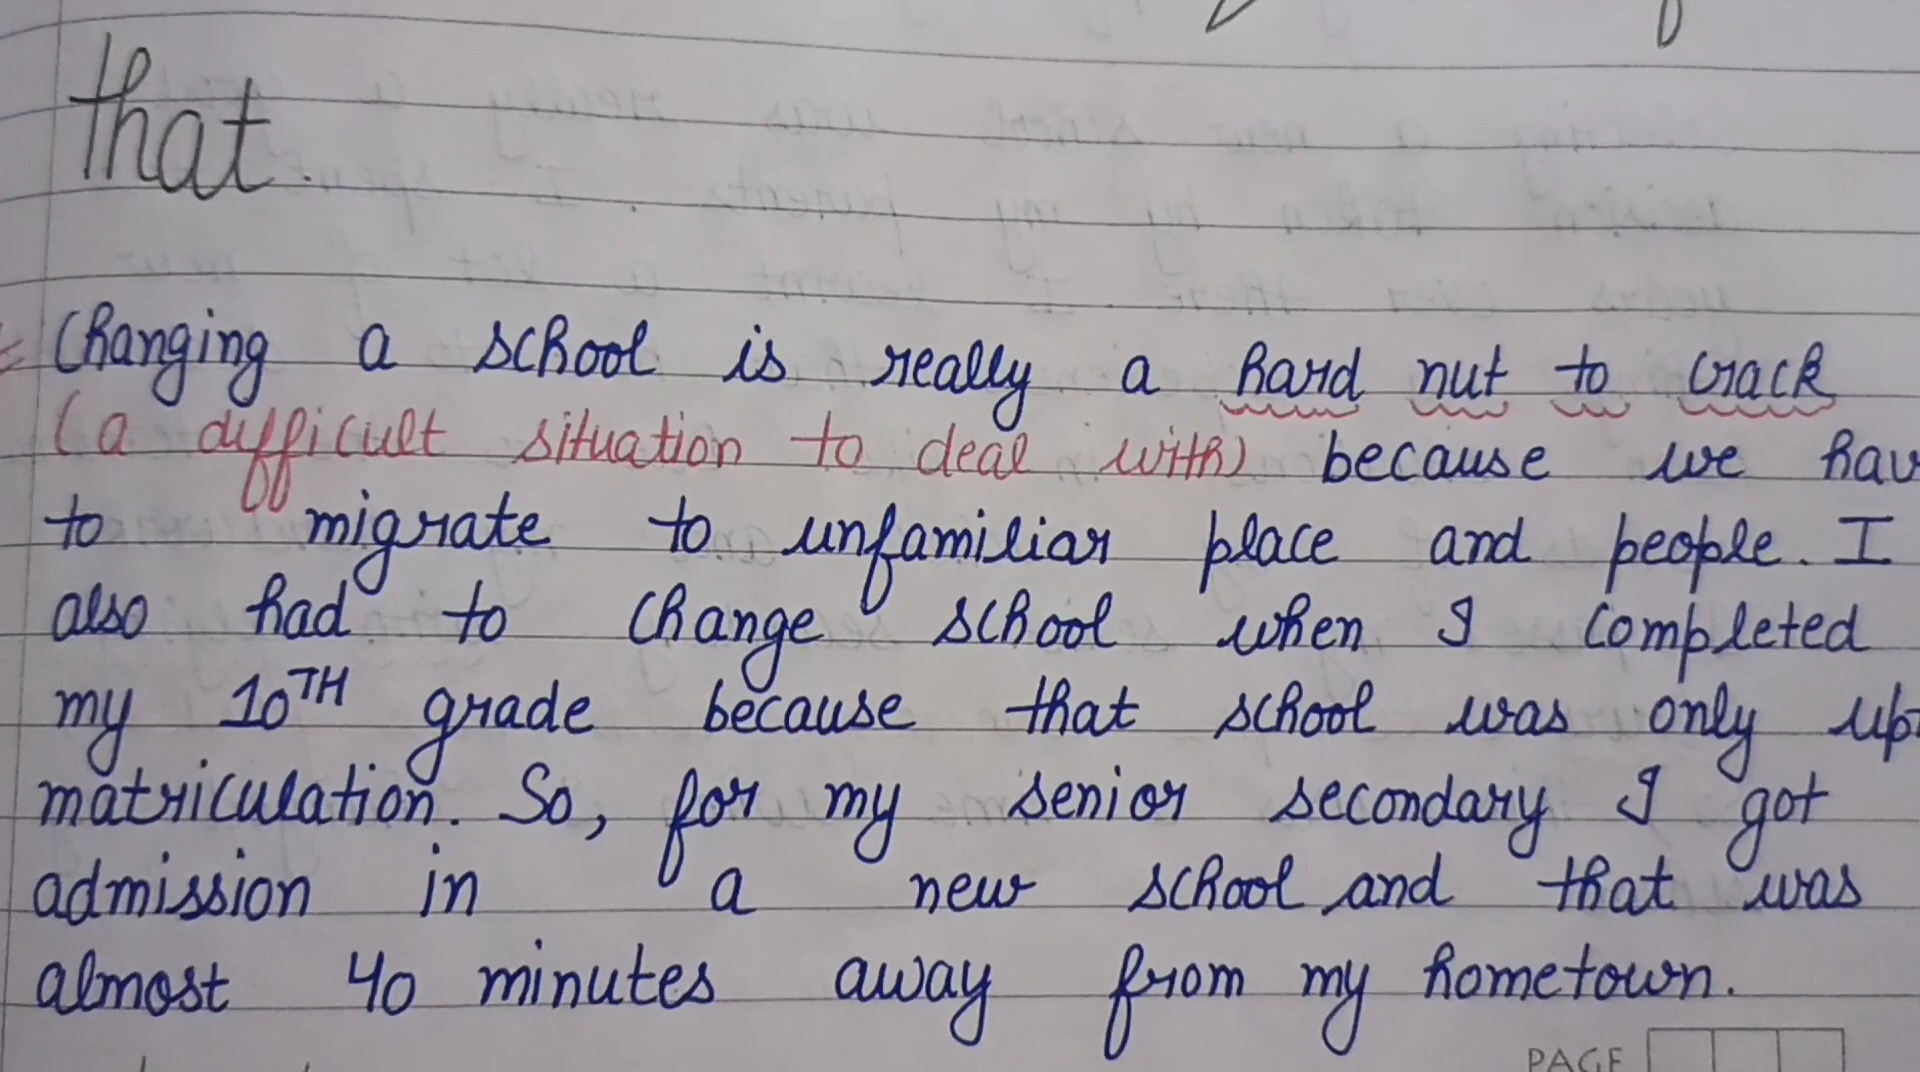 that.
Changing a school is really a hard nut to crack
(a difficult situation to deal with) because we hav
to migrate to unfamiliar place and people. I
also had to change school when I completed
my 10TH grade because that school was only up
matriculation. So, for my senior secondary I got
admission in a new school and that was
almost 40 minutes away from my hometown.
PAGE